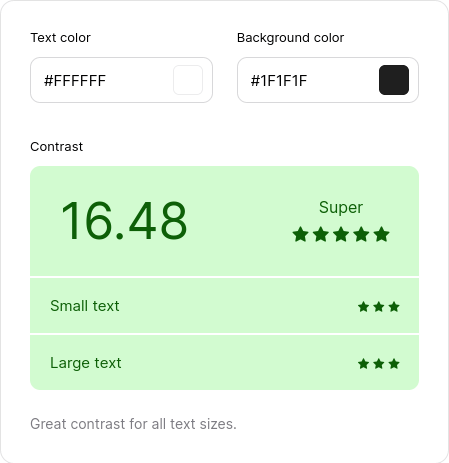 Text color
Background color
#FFFFFF
#1F1F1F
Contrast
16.48
Super
Small text
Large text
Great contrast for all text sizes.